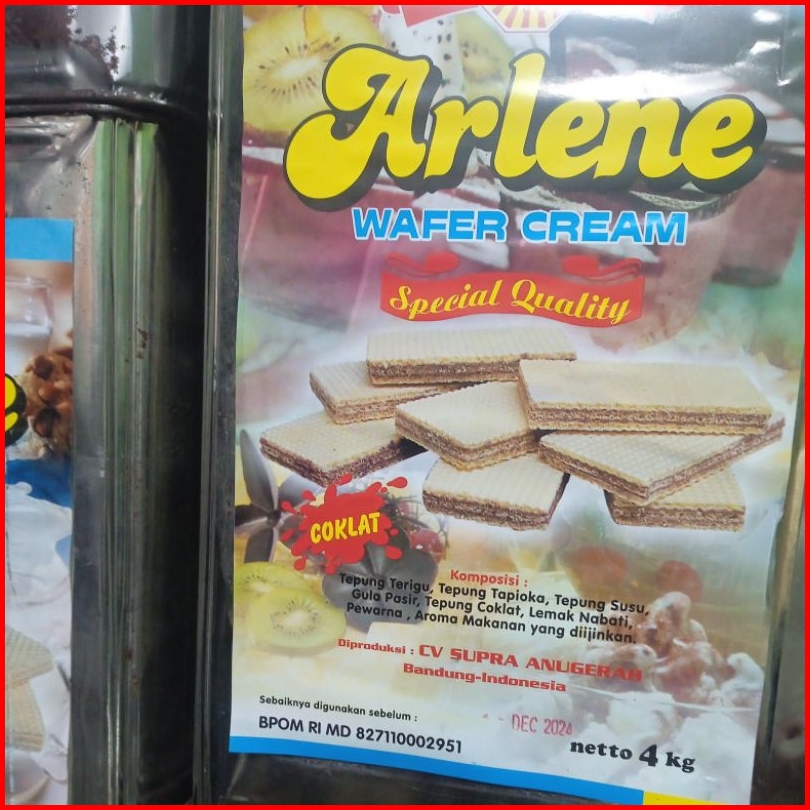 Arlene
WAFER CREAM
Special Quality
COKLAT
Komposisi :
Tepung Terigu, Tepung Tapioka, Tepung Susu,
Gula Pasir, Tepung Coklat, Lemak Nabati,
Pewarna , Aroma Makanan yang diijinkan.
Diproduksi : CV SUPRA ANUGERAH
Bandung-Indonesia
Sebaiknya digunakan sebelum :
DEC 2024
BPOM RI MD 827110002951
netto 4 kg